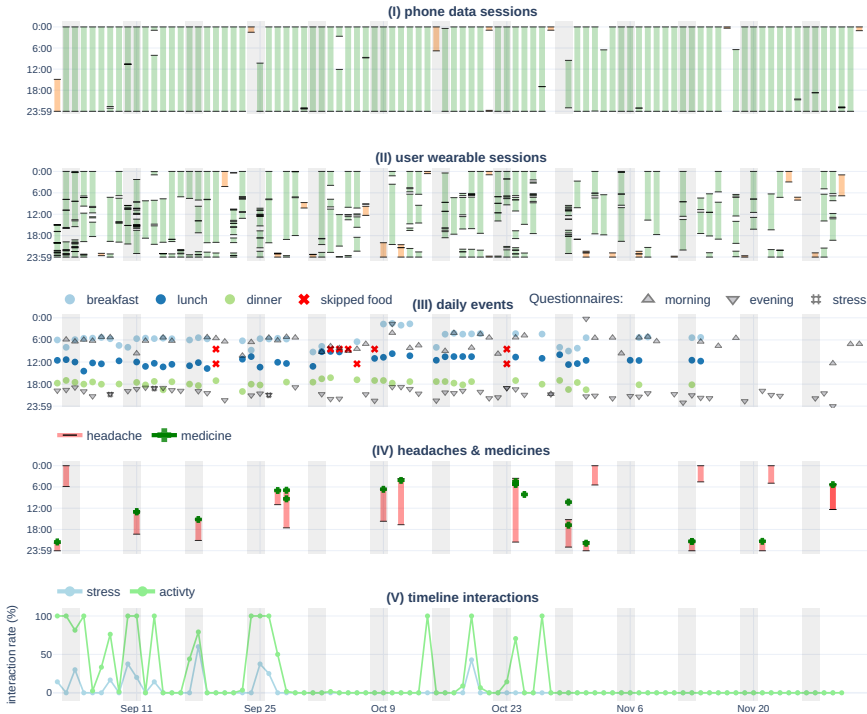 (I) phone data sessions
0:00
6:00
12:00
18:00
23:59
(II) user wearable sessions
0:00
6:00
12:00
18:00
23:59
breakfast lunch dinner skipped food Questionnaires: morning evening stress
(III) daily events
0:00
6:00
12:00
18:00
23:59
headache medicine
(IV) headaches & medicines
0:00
6:00
12:00
18:00
23:59
stress activty
(V) timeline interactions
interaction rate (%)
100
50
0
Sep 11 Sep 25 Oct 9 Oct 23 Nov 6 Nov 20